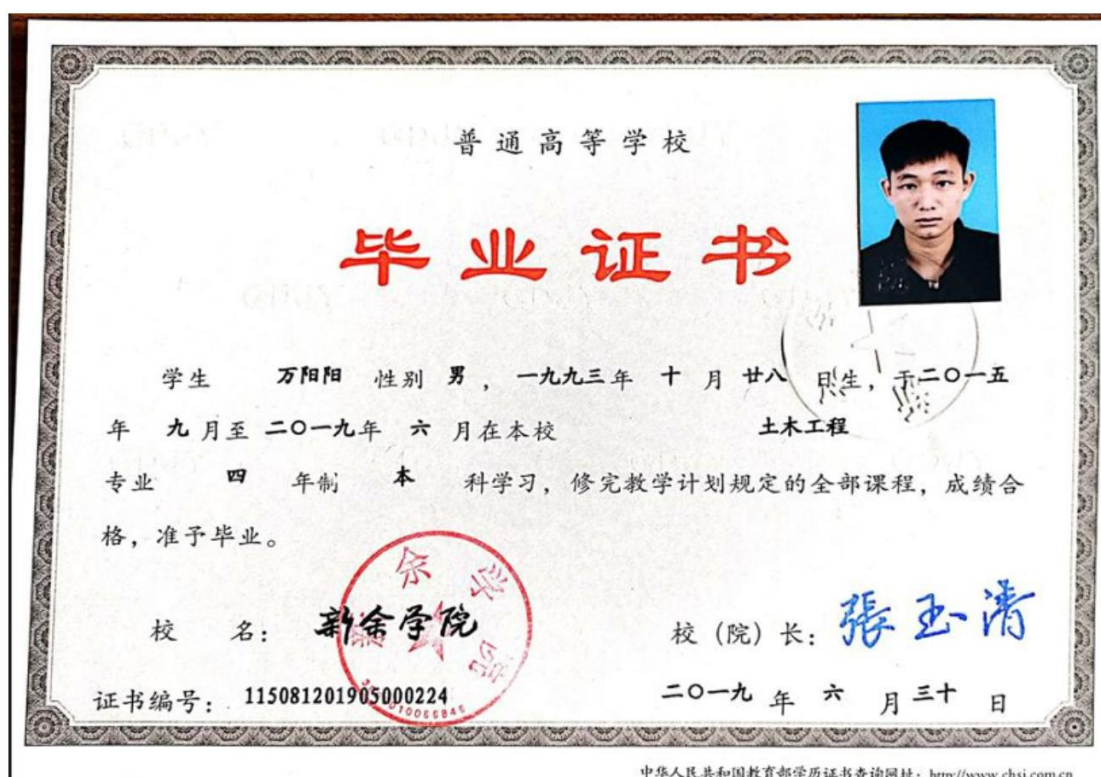 普通高等学校
毕业证书
学生 万阳阳 性别 男，一九九三年 十 月 廿八 日生，于二〇一五
年 九 月至 二〇一九年 六 月在本校 土木工程
专业 四 年制 本 科学习，修完教学计划规定的全部课程，成绩合
格，准予毕业。
校 名： 新余学院
校（院）长： 張玉清
证书编号： 115081201905000224
二〇一九 年 六 月 三十 日
中华人民共和国教育部学历证书查询网址：http://www.chsi.com.cn